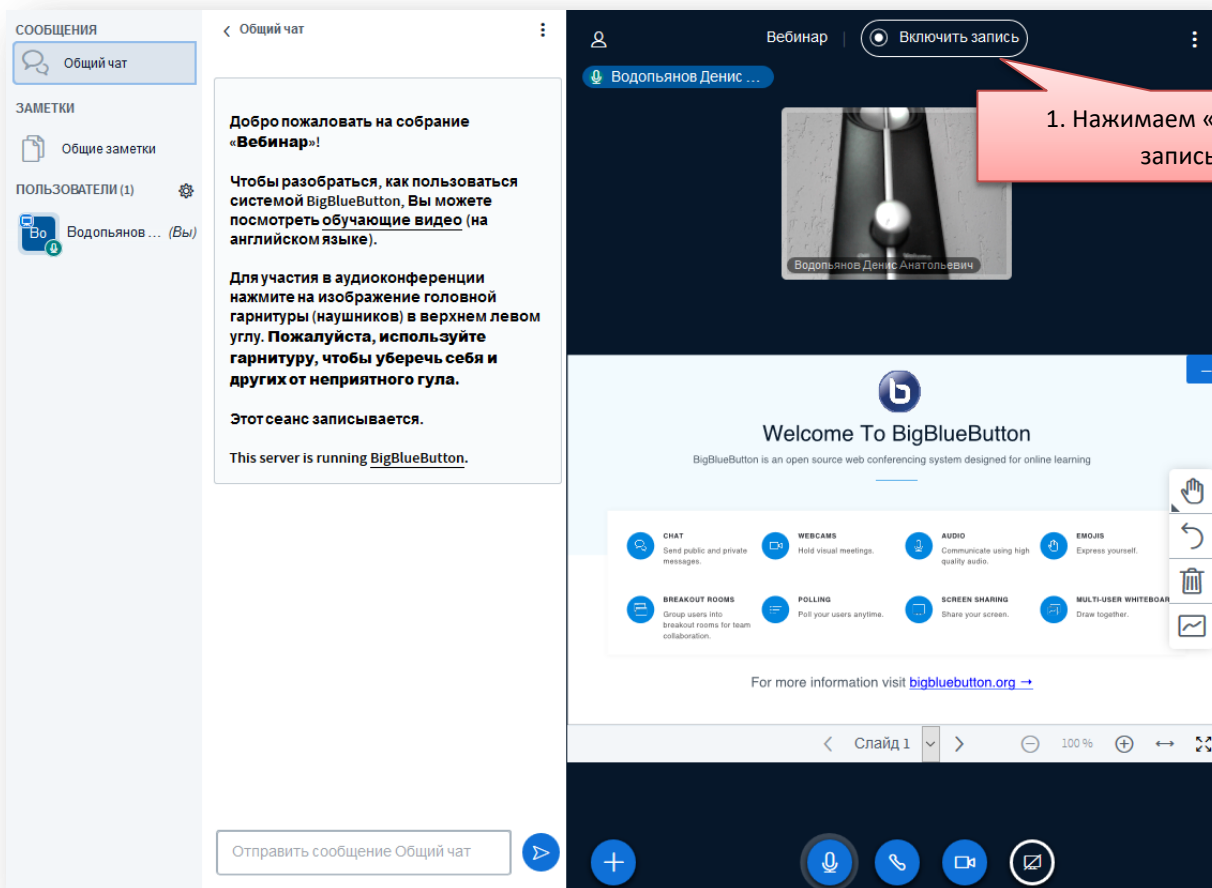 СООБЩЕНИЯ
Общий чат
ЗАМЕТКИ
Общие заметки
ПОЛЬЗОВАТЕЛИ (1)
Во
Водопьянов ... (Вы)
Общий чат
Добро пожаловать на собрание
«Вебинар»!
Чтобы разобраться, как пользоваться
системой BigBlueButton, Вы можете
посмотреть обучающие видео (на
английском языке).
Для участия в аудиоконференции
нажмите на изображение головной
гарнитуры (наушников) в верхнем левом
углу. Пожалуйста, используйте
гарнитуру, чтобы уберечь себя и
других от неприятного гула.
Этот сеанс записывается.
This server is running BigBlueButton.
Отправить сообщение Общий чат
Вебинар | Включить запись
Водопьянов Денис ...
1. Нажимаем «
запись
Водопьянов Денис Анатольевич
b
Welcome To BigBlueButton
BigBlueButton is an open source web conferencing system designed for online learning
CHAT
Send public and private
messages.
WEBCAMS
Hold visual meetings.
AUDIO
Communicate using high
quality audio.
EMOJIS
Express yourself.
BREAKOUT ROOMS
Group users into
breakout rooms for team
collaboration.
POLLING
Poll your users anytime.
SCREEN SHARING
Share your screen.
MULTI-USER WHITEBOAR
Draw together.
For more information visit bigbluebutton.org →
Слайд 1
100 %